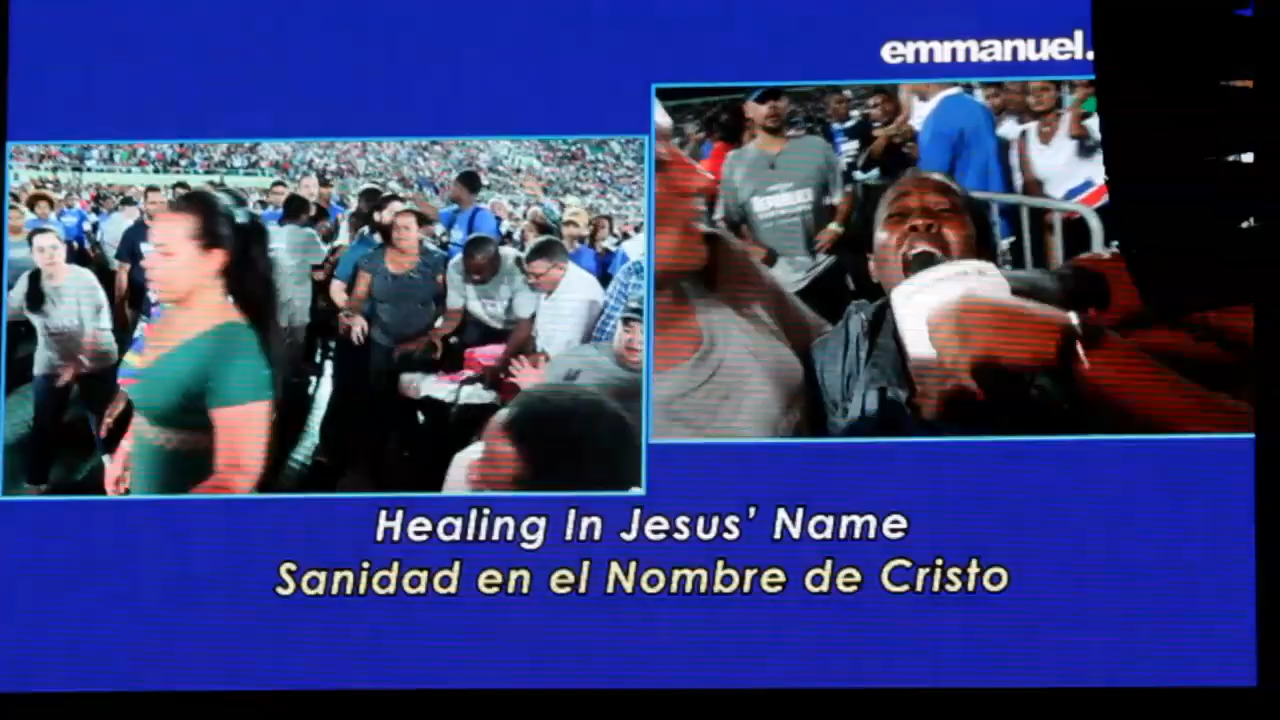 emmanuel.
Healing In Jesus' Name
Sanidad en el Nombre de Cristo